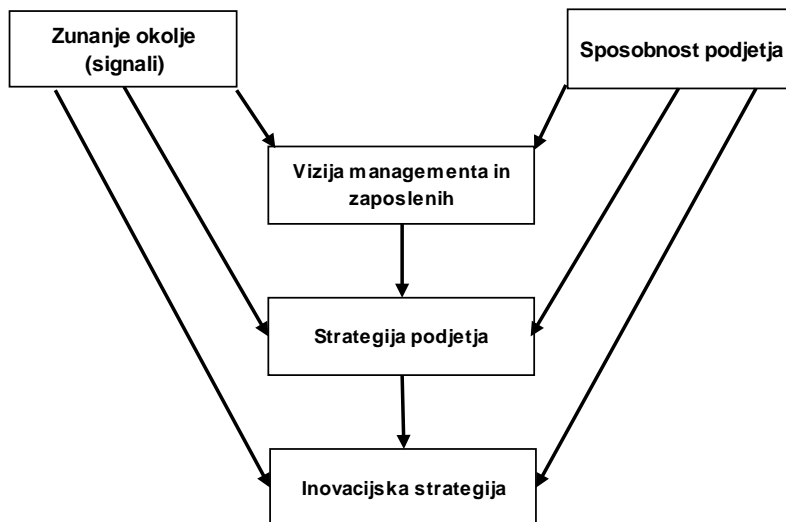 Zunanje okolje
(signali)
Sposobnost podjetja
Vizija managementa in
zaposlenih
Strategija podjetja
Inovacijska strategija